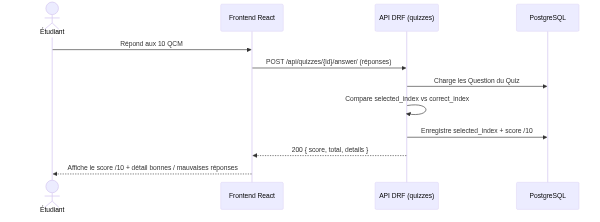 Étudiant
Frontend React
API DRF (quizzes)
PostgreSQL
Répond aux 10 QCM
POST /api/quizzes/{id}/answer/ (réponses)
Charge les Question du Quiz
Compare selected_index vs correct_index
Enregistre selected_index + score /10
200 { score, total, details }
Affiche le score /10 + détail bonnes / mauvaises réponses
Étudiant
Frontend React
API DRF (quizzes)
PostgreSQL